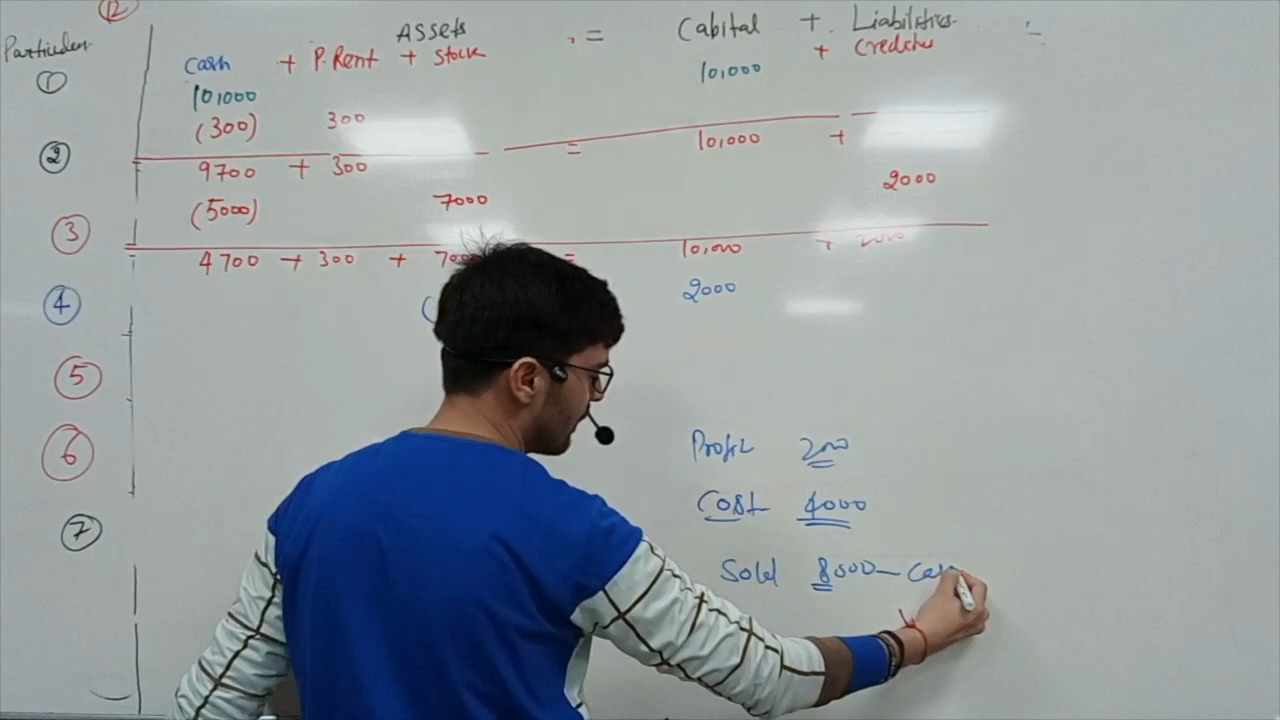 12
Assets = Capital + Liabilities
Particulars
Cash + P.Rent + Stock + Creditors
① 10,000
10,000
(300) 300
② = 10,000 +
9700 + 300
2000
(5000) 7000
③
4700 + 300 + = 10,000 + 2000
④ ( 2000
⑤
Profit
⑥
Cost 4000
⑦
Sold 8000 –